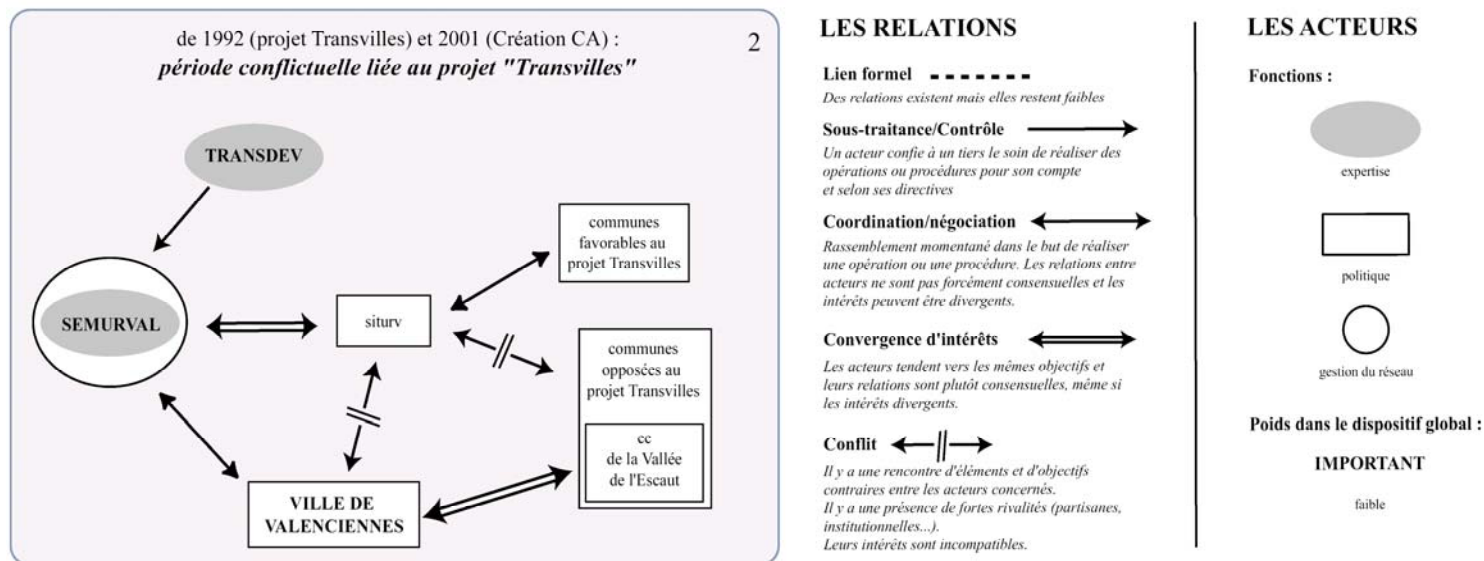 de 1992 (projet Transvilles) et 2001 (Création CA) :
2
période conflictuelle liée au projet "Transvilles"
TRANSDEV
SEMURVAL
siturv
communes
favorables au
projet Transvilles
communes
opposées au
projet Transvilles
cc
de la Vallée
de l'Escaut
VILLE DE
VALENCIENNES
LES RELATIONS
Lien formel
Des relations existent mais elles restent faibles
Sous-traitance/Contrôle
Un acteur confie à un tiers le soin de réaliser des
opérations ou procédures pour son compte
et selon ses directives
Coordination/négociation
Rassemblement momentané dans le but de réaliser
une opération ou une procédure. Les relations entre
acteurs ne sont pas forcément consensuelles et les
intérêts peuvent être divergents.
Convergence d'intérêts
Les acteurs tendent vers les mêmes objectifs et
leurs relations sont plutôt consensuelles, même si
les intérêts divergents.
Conflit
Il y a une rencontre d'éléments et d'objectifs
contraires entre les acteurs concernés.
Il y a une présence de fortes rivalités (partisanes,
institutionnelles...).
Leurs intérêts sont incompatibles.
LES ACTEURS
Fonctions :
expertise
politique
gestion du réseau
Poids dans le dispositif global :
IMPORTANT
faible